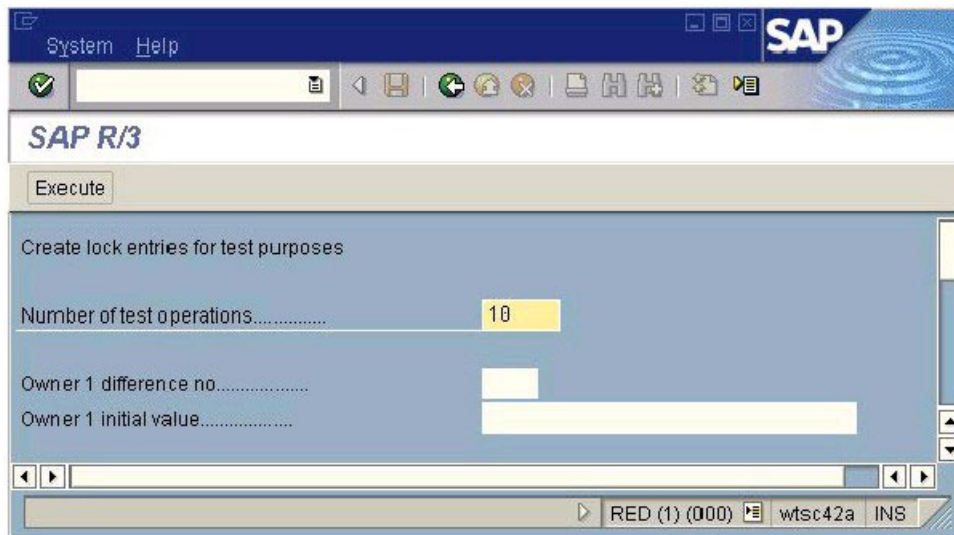 System Help
SAP
SAP R/3
Execute
Create lock entries for test purposes
Number of test operations............... 10
Owner 1 difference no...................
Owner 1 initial value...................
RED (1) (000) wtsc42a INS